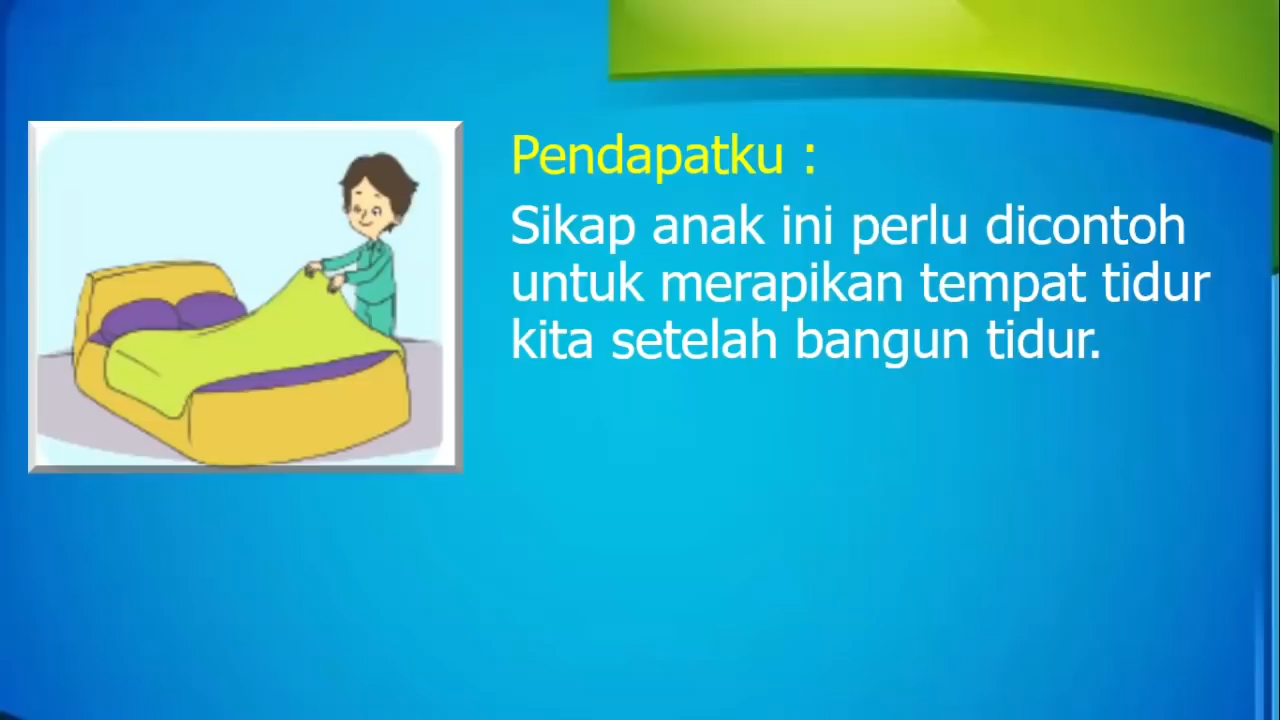 Pendapatku :
Sikap anak ini perlu dicontoh
untuk merapikan tempat tidur
kita setelah bangun tidur.